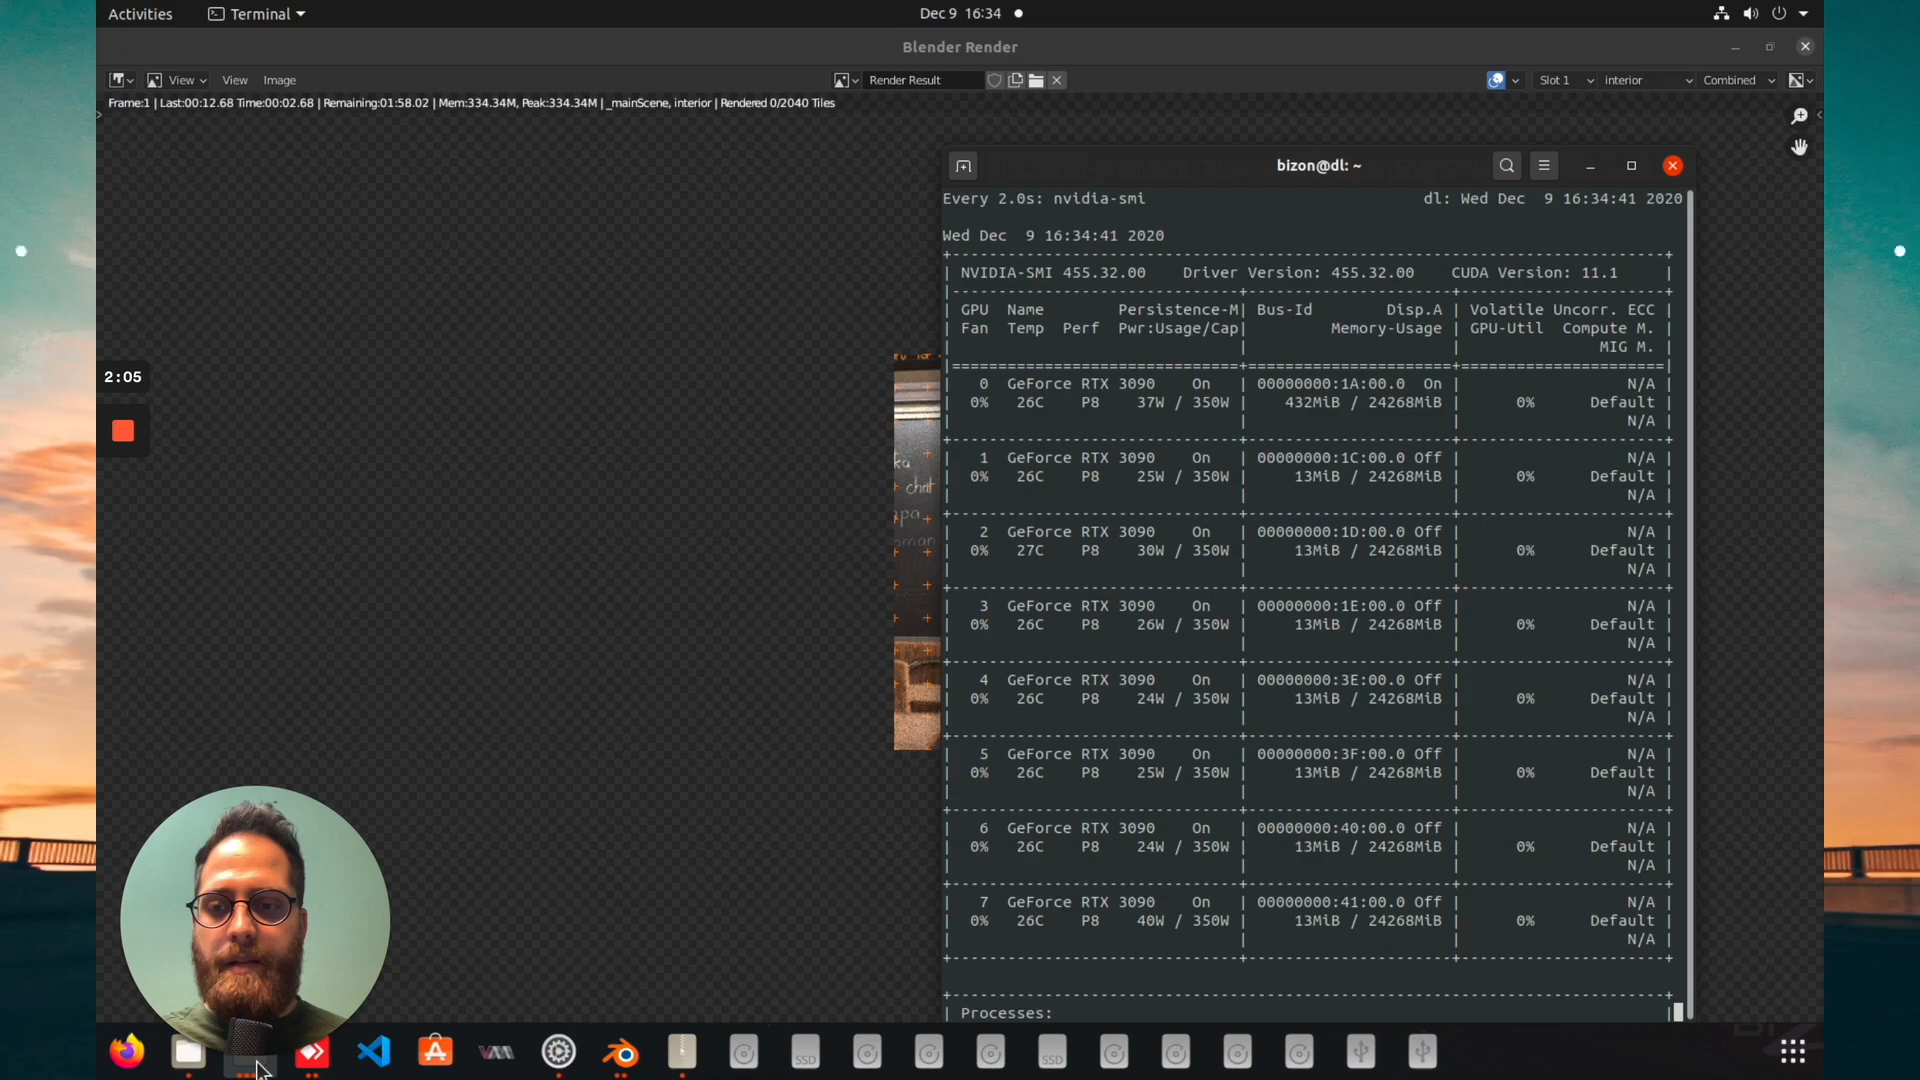 Activities Terminal Dec 9 16:34
Blender Render
View View Image Render Result Slot 1 interior Combined
Frame:1 | Last:00:12.68 Time:00:02.68 | Remaining:01:58.02 | Mem:334.34M, Peak:334.34M | _mainScene, interior | Rendered 0/2040 Tiles
bizon@dl: ~
Every 2.0s: nvidia-smi dl: Wed Dec 9 16:34:41 2020
Wed Dec 9 16:34:41 2020
NVIDIA-SMI 455.32.00 Driver Version: 455.32.00 CUDA Version: 11.1
GPU Name Persistence-M| Bus-Id Disp.A | Volatile Uncorr. ECC |
Fan Temp Perf Pwr:Usage/Cap| Memory-Usage | GPU-Util Compute M. |
MIG M. |
2:05
0 GeForce RTX 3090 On | 00000000:1A:00.0 On | N/A |
0% 26C P8 37W / 350W | 432MiB / 24268MiB | 0% Default |
N/A |
1 GeForce RTX 3090 On | 00000000:1C:00.0 Off | N/A |
0% 26C P8 25W / 350W | 13MiB / 24268MiB | 0% Default |
N/A |
chat
2 GeForce RTX 3090 On | 00000000:1D:00.0 Off | N/A |
0% 27C P8 30W / 350W | 13MiB / 24268MiB | 0% Default |
N/A |
3 GeForce RTX 3090 On | 00000000:1E:00.0 Off | N/A |
0% 26C P8 26W / 350W | 13MiB / 24268MiB | 0% Default |
N/A |
4 GeForce RTX 3090 On | 00000000:3E:00.0 Off | N/A |
0% 26C P8 24W / 350W | 13MiB / 24268MiB | 0% Default |
N/A |
5 GeForce RTX 3090 On | 00000000:3F:00.0 Off | N/A |
0% 26C P8 25W / 350W | 13MiB / 24268MiB | 0% Default |
N/A |
6 GeForce RTX 3090 On | 00000000:40:00.0 Off | N/A |
0% 26C P8 24W / 350W | 13MiB / 24268MiB | 0% Default |
N/A |
7 GeForce RTX 3090 On | 00000000:41:00.0 Off | N/A |
0% 26C P8 40W / 350W | 13MiB / 24268MiB | 0% Default |
N/A |
| Processes: |
SSD SSD